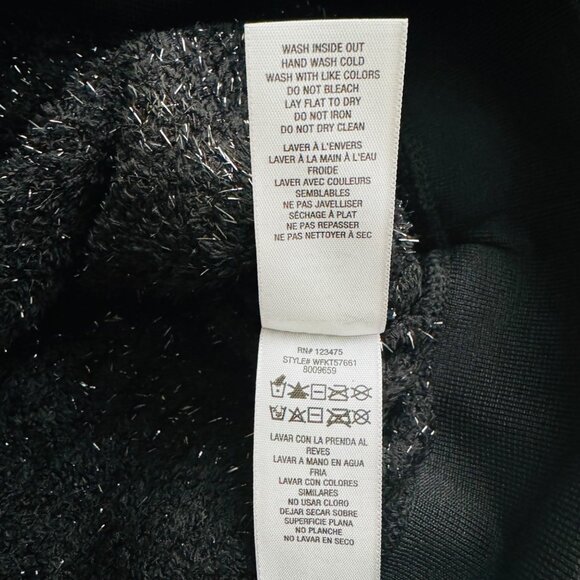 WASH INSIDE OUT
HAND WASH COLD
WASH WITH LIKE COLORS
DO NOT BLEACH
LAY FLAT TO DRY
DO NOT IRON
DO NOT DRY CLEAN
LAVER À L'ENVERS
LAVER À LA MAIN À L'EAU
FROIDE
LAVER AVEC COULEURS
SEMBLABLES
NE PAS JAVELLISER
SÉCHAGE À PLAT
NE PAS REPASSER
NE PAS NETTOYER À SEC
RN# 123475
STYLE# WFKT57661
8009659
LAVAR CON LA PRENDA AL
REVES
LAVAR A MANO EN AGUA
FRIA
LAVAR CON COLORES
SIMILARES
NO USAR CLORO
DEJAR SECAR SOBRE
SUPERFICIE PLANA
NO PLANCHE
NO LAVAR EN SECO